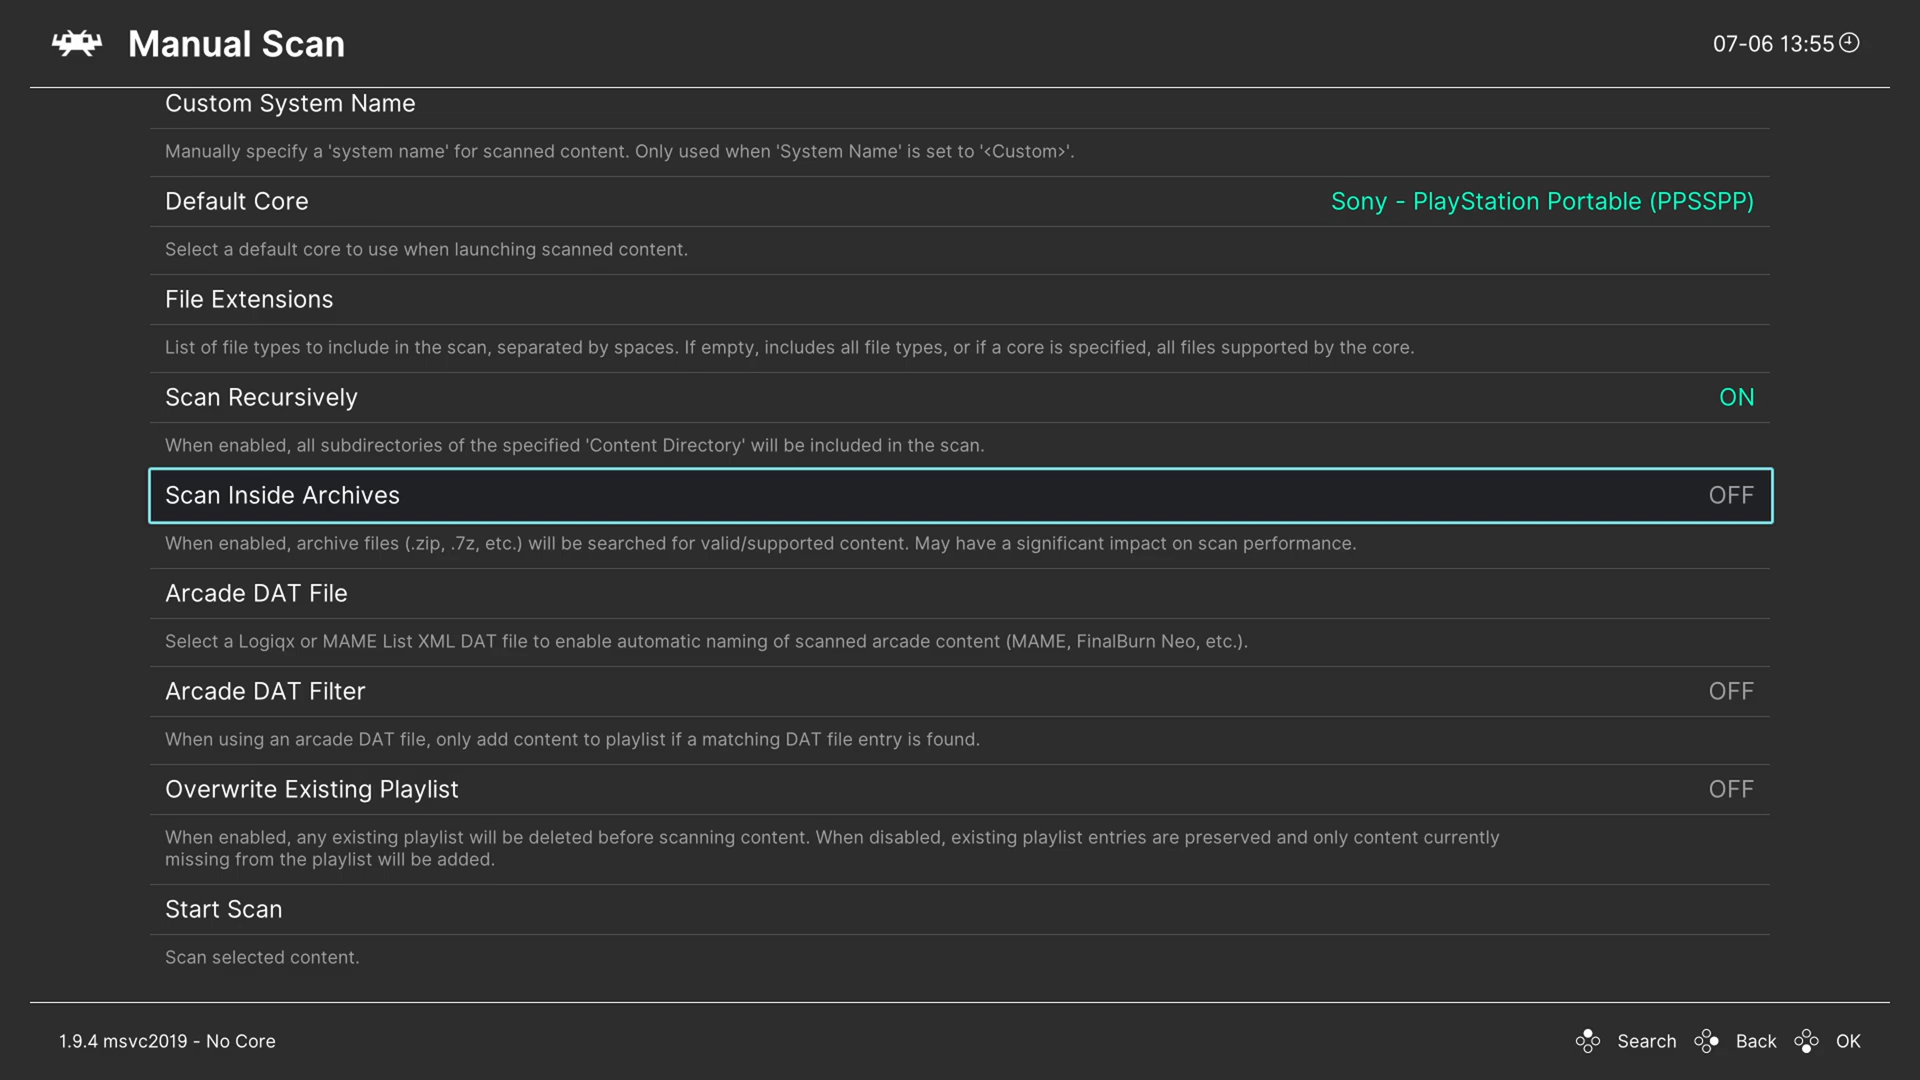 Manual Scan
07-06 13:55
Custom System Name
Manually specify a 'system name' for scanned content. Only used when 'System Name' is set to '<Custom>'.
Default Core
Sony - PlayStation Portable (PPSSPP)
Select a default core to use when launching scanned content.
File Extensions
List of file types to include in the scan, separated by spaces. If empty, includes all file types, or if a core is specified, all files supported by the core.
Scan Recursively
ON
When enabled, all subdirectories of the specified 'Content Directory' will be included in the scan.
Scan Inside Archives
OFF
When enabled, archive files (.zip, .7z, etc.) will be searched for valid/supported content. May have a significant impact on scan performance.
Arcade DAT File
Select a Logiqx or MAME List XML DAT file to enable automatic naming of scanned arcade content (MAME, FinalBurn Neo, etc.).
Arcade DAT Filter
OFF
When using an arcade DAT file, only add content to playlist if a matching DAT file entry is found.
Overwrite Existing Playlist
OFF
When enabled, any existing playlist will be deleted before scanning content. When disabled, existing playlist entries are preserved and only content currently
missing from the playlist will be added.
Start Scan
Scan selected content.
1.9.4 msvc2019 - No Core
Search
Back
OK